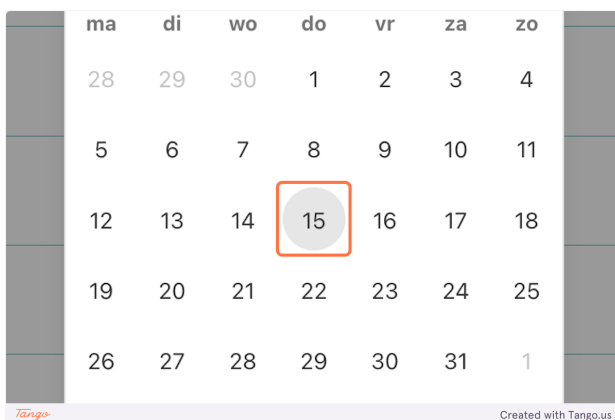 ma di wo do vr za zo
28 29 30 1 2 3 4
5 6 7 8 9 10 11
12 13 14 15 16 17 18
19 20 21 22 23 24 25
26 27 28 29 30 31 1
Tango Created with Tango.us